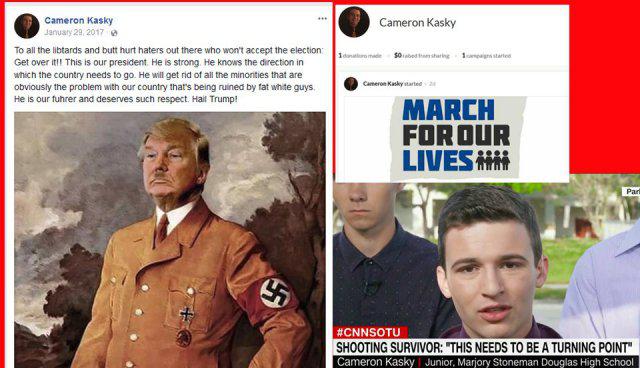 Cameron Kasky
January 29, 2017
To all the libtards and butt hurt haters out there who won't accept the election:
Get over it!! This is our president. He is strong. He knows the direction in
which the country needs to go. He will get rid of all the minorities that are
obviously the problem with our country that's being ruined by fat white guys.
He is our fuhrer and deserves such respect. Hail Trump!
Cameron Kasky
1 donations made · $0 raised from sharing · 1 campaigns started
Cameron Kasky started · 2d
MARCH
FOR OUR
LIVES
Par
#CNNSOTU
SHOOTING SURVIVOR: "THIS NEEDS TO BE A TURNING POINT"
Cameron Kasky | Junior, Marjory Stoneman Douglas High School